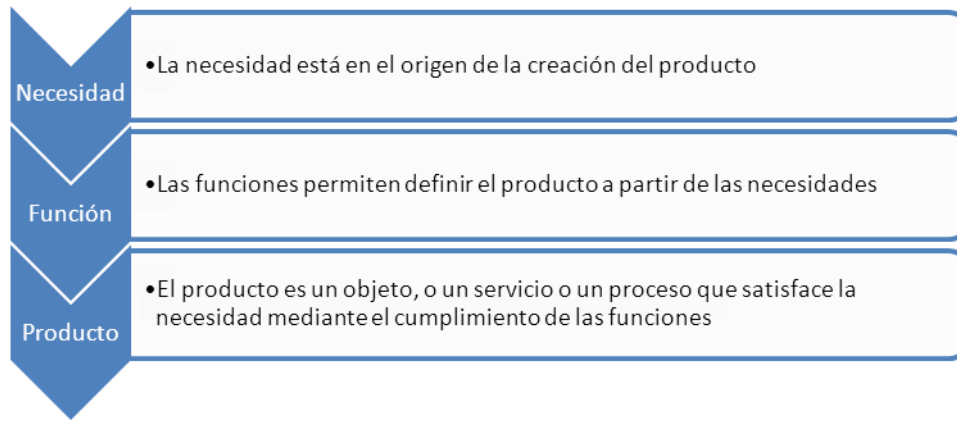 Necesidad
•La necesidad está en el origen de la creación del producto
Función
•Las funciones permiten definir el producto a partir de las necesidades
Producto
•El producto es un objeto, o un servicio o un proceso que satisface la
necesidad mediante el cumplimiento de las funciones